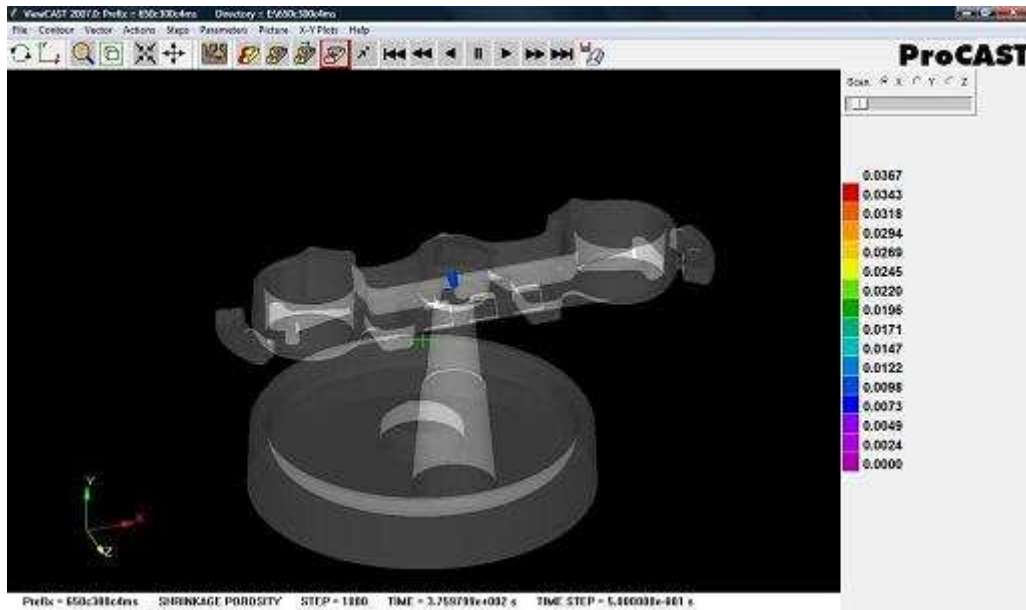 ViewCAST 2007.0: Prefix = 650c300c4ms Directory = E:\650c300c4ms
File Contour Vector Actions Steps Parameters Picture X-Y Plots Help
ProCAST
Scan X Y Z
0.0367
0.0343
0.0318
0.0294
0.0269
0.0245
0.0220
0.0196
0.0171
0.0147
0.0122
0.0098
0.0073
0.0049
0.0024
0.0000
Y
X
Z
Prefix = 650c300c4ms SHRINKAGE POROSITY STEP = 1000 TIME = 3.759799e+002 s TIME STEP = 5.000000e-001 s